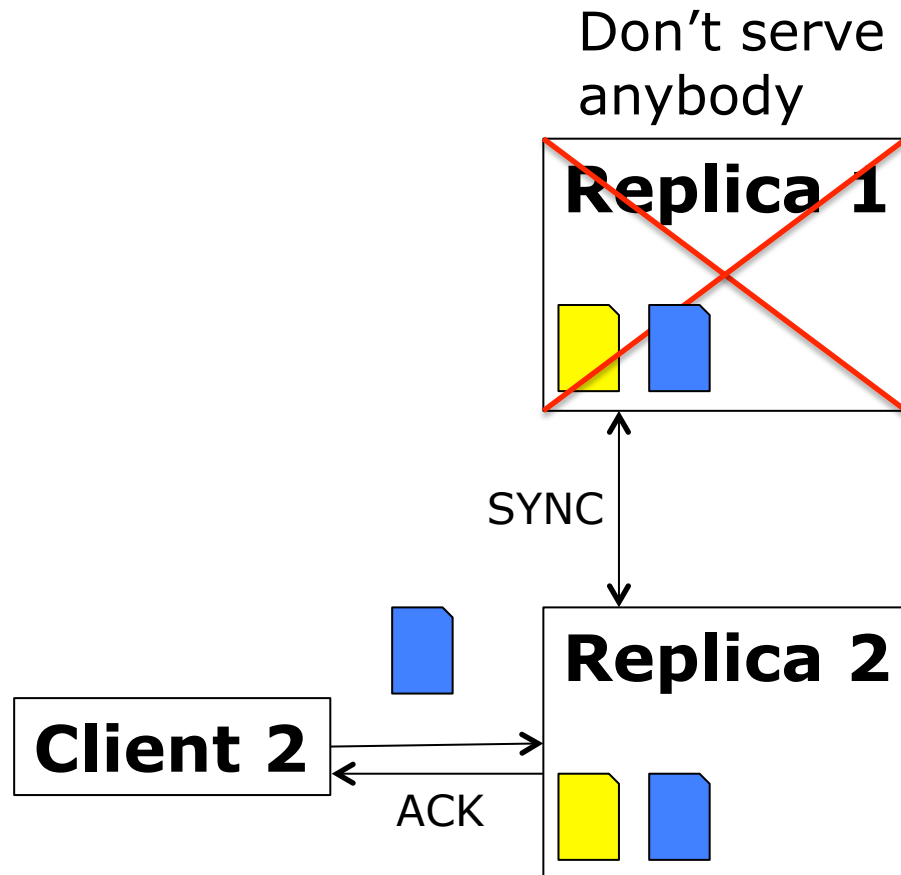 Don’t serve
anybody
Replica 1
SYNC
Replica 2
Client 2
ACK